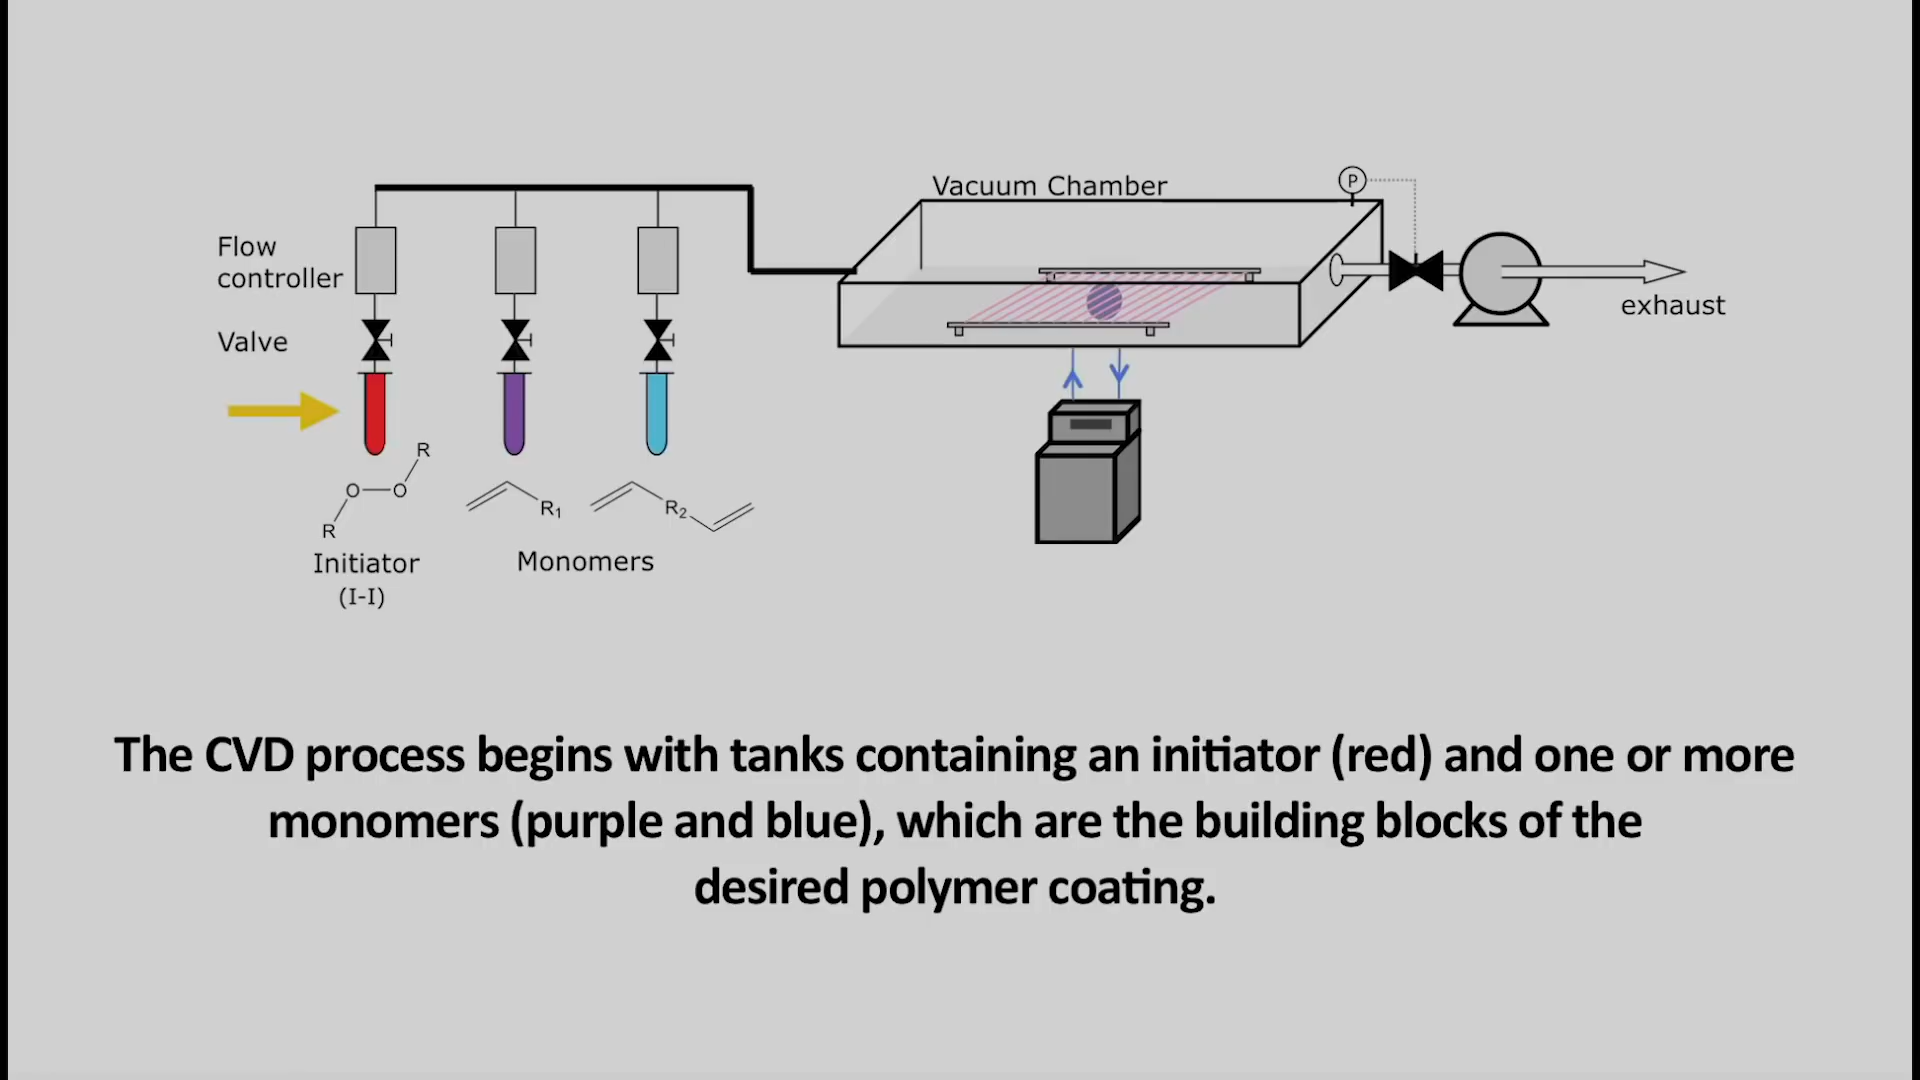 Vacuum Chamber
P
Flow
controller
Valve
exhaust
R
O
O
R
R1
R2
Initiator
(I-I)
Monomers
The CVD process begins with tanks containing an initiator (red) and one or more
monomers (purple and blue), which are the building blocks of the
desired polymer coating.